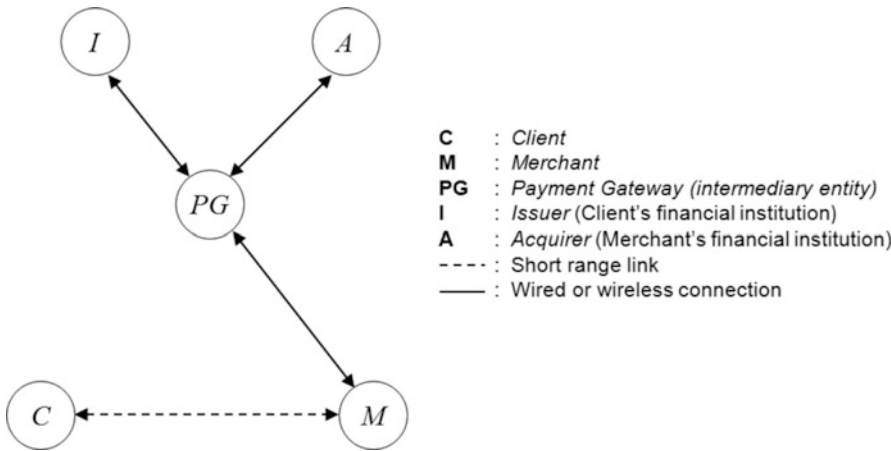 I
A
PG
C
M
C : Client
M : Merchant
PG : Payment Gateway (intermediary entity)
I : Issuer (Client's financial institution)
A : Acquirer (Merchant's financial institution)
----- : Short range link
—— : Wired or wireless connection